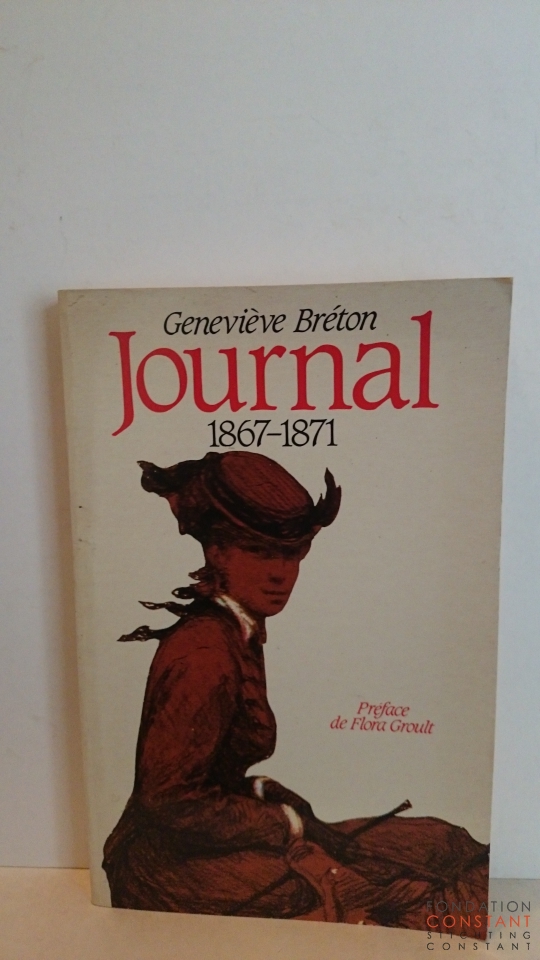 Geneviève Bréton
Journal
1867-1871
Préface
de Flora Groult
FONDATION
CONSTANT
STICHTING
CONSTANT